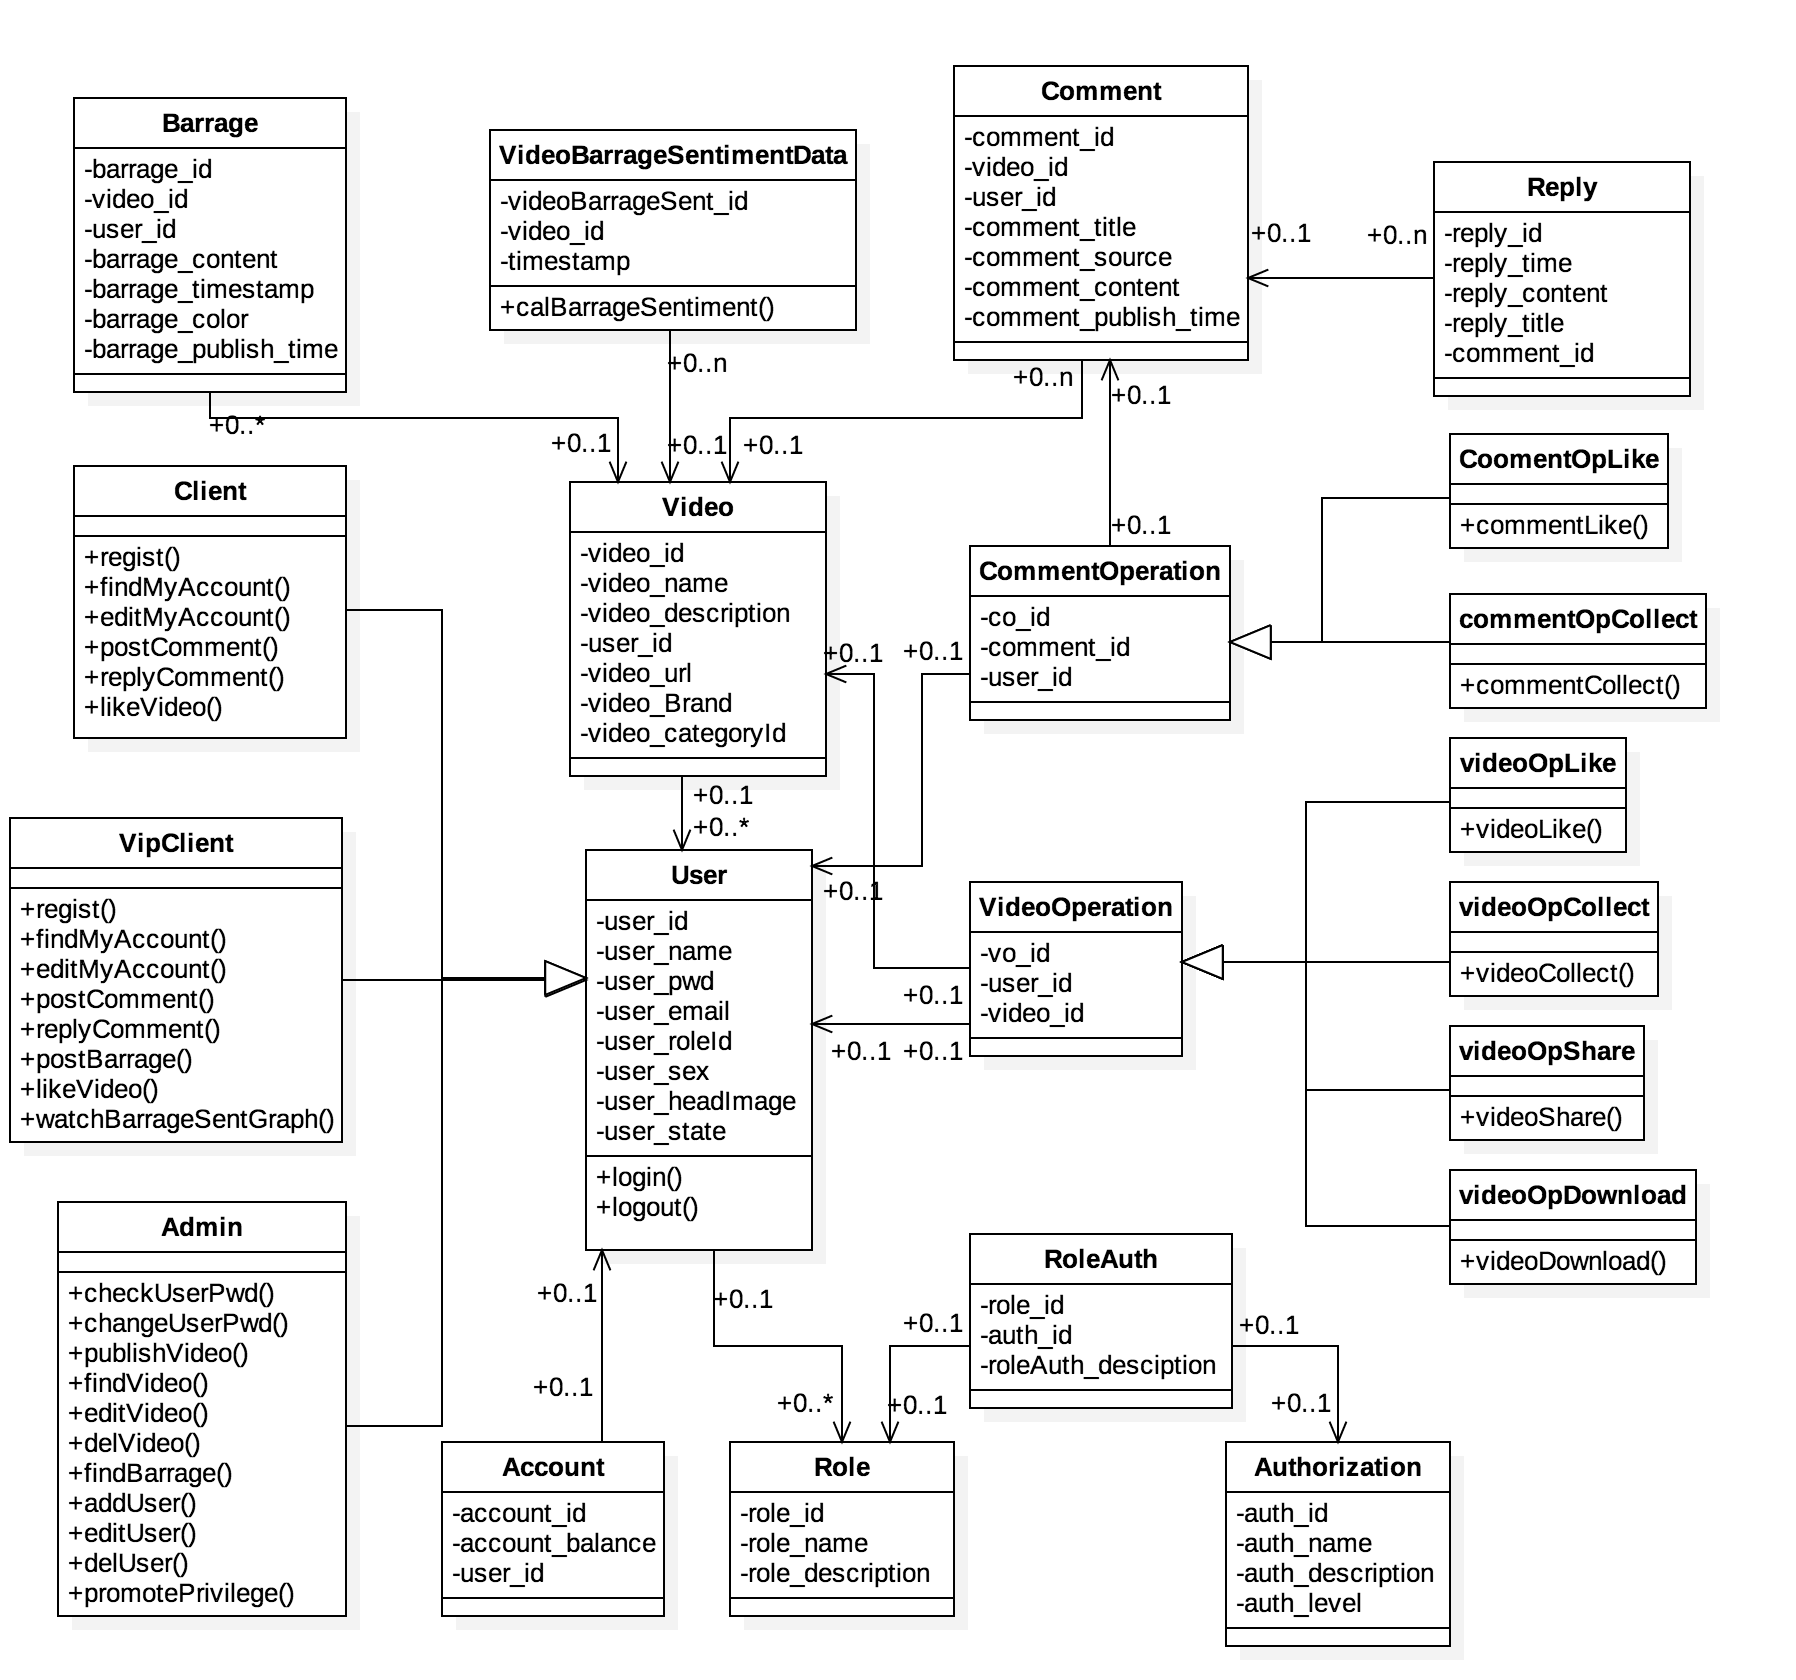 Barrage
-barrage_id
-video_id
-user_id
-barrage_content
-barrage_timestamp
-barrage_color
-barrage_publish_time
+0..*
+0..1
VideoBarrageSentimentData
-videoBarrageSent_id
-video_id
-timestamp
+calBarrageSentiment()
+0..n
+0..1
Comment
-comment_id
-video_id
-user_id
-comment_title
-comment_source
-comment_content
-comment_publish_time
+0..n
+0..1
+0..1
+0..n
Reply
-reply_id
-reply_time
-reply_content
-reply_title
-comment_id
+0..1
+0..1
Client
+regist()
+findMyAccount()
+editMyAccount()
+postComment()
+replyComment()
+likeVideo()
Video
-video_id
-video_name
-video_description
-user_id
-video_url
-video_Brand
-video_categoryId
+0..1
+0..*
+0..1
+0..1
CommentOperation
-co_id
-comment_id
-user_id
CoomentOpLike
+commentLike()
commentOpCollect
+commentCollect()
VipClient
+regist()
+findMyAccount()
+editMyAccount()
+postComment()
+replyComment()
+postBarrage()
+likeVideo()
+watchBarrageSentGraph()
User
-user_id
-user_name
-user_pwd
-user_email
-user_roleId
-user_sex
-user_headImage
-user_state
+login()
+logout()
+0..1
+0..1
+0..1 +0..1
VideoOperation
-vo_id
-user_id
-video_id
videoOpLike
+videoLike()
videoOpCollect
+videoCollect()
videoOpShare
+videoShare()
videoOpDownload
+videoDownload()
Admin
+checkUserPwd()
+changeUserPwd()
+publishVideo()
+findVideo()
+editVideo()
+delVideo()
+findBarrage()
+addUser()
+editUser()
+delUser()
+promotePrivilege()
+0..1
+0..1
+0..1
+0..*
+0..1
+0..1
RoleAuth
-role_id
-auth_id
-roleAuth_desciption
+0..1
+0..1
Account
-account_id
-account_balance
-user_id
Role
-role_id
-role_name
-role_description
Authorization
-auth_id
-auth_name
-auth_description
-auth_level